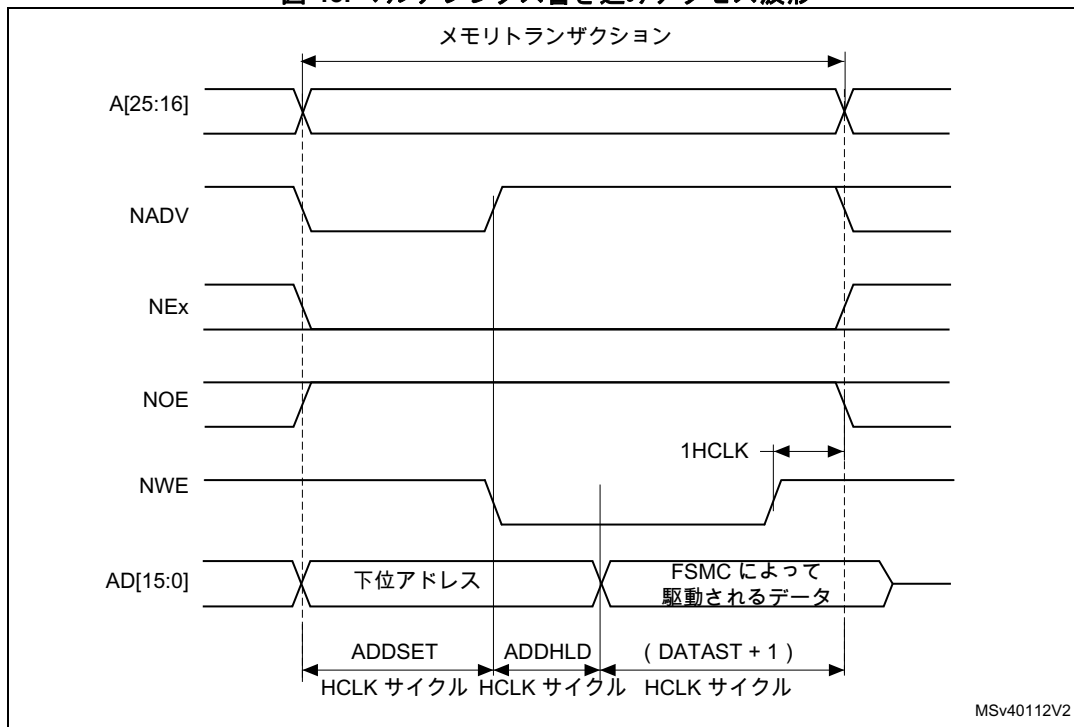 メモリトランザクション
A[25:16]
NADV
NEx
NOE
1HCLK
NWE
AD[15:0]
下位アドレス
FSMC によって
駆動されるデータ
ADDSET
HCLK サイクル
ADDHLD
HCLK サイクル
( DATAST + 1 )
HCLK サイクル
MSv40112V2